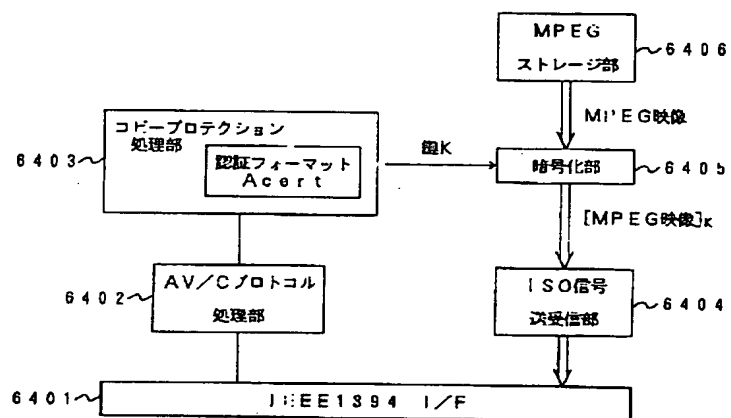 MPEG
ストレージ部
6406
MPEG映像
コピープロテクション
処理部
認証フォーマット
Acert
6403
鍵K
暗号化部
6405
[MPEG映像]K
AV/Cプロトコル
処理部
6402
ISO信号
送受信部
6404
6401
IEEE1394 I/F